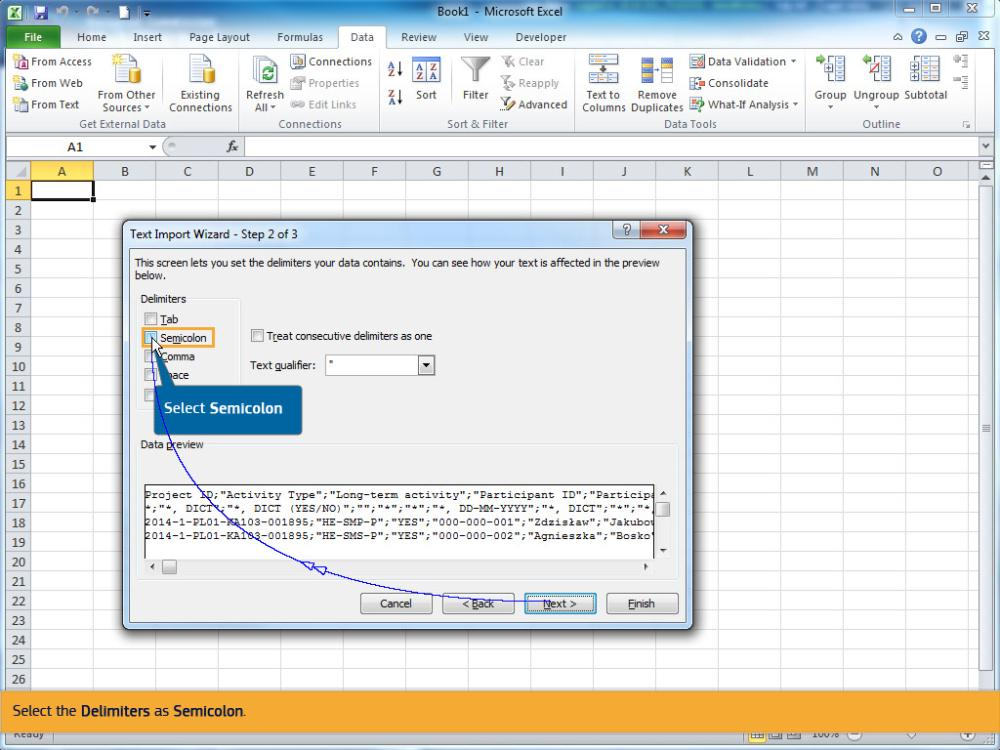 Book1 - Microsoft Excel
File Home Insert Page Layout Formulas Data Review View Developer
From Access
From Web
From Text
From Other Sources
Existing Connections
Get External Data
Refresh All
Connections
Properties
Edit Links
Connections
Sort
Filter
Clear
Reapply
Advanced
Sort & Filter
Text to Columns
Remove Duplicates
Data Validation
Consolidate
What-If Analysis
Data Tools
Group
Ungroup
Subtotal
Outline
A1
fx
A B C D E F G H I J K L M N O
1
2
3
4
5
6
7
8
9
10
11
12
13
14
15
16
17
18
19
20
21
22
23
24
25
26
Text Import Wizard - Step 2 of 3
This screen lets you set the delimiters your data contains. You can see how your text is affected in the preview
below.
Delimiters
Tab
Semicolon
Comma
Treat consecutive delimiters as one
Text qualifier: "
Select Semicolon
Data preview
Project ID;"Activity Type";"Long-term activity";"Participant ID";"Participa
*;"*, DICT";"*, DICT (YES/NO)";"";"*";"*, DD-MM-YYYY";"*, DICT";"*";"*,
2014-1-PL01-KA103-001895;"HE-SMP-P";"YES";"000-000-001";"Zdzisław";"Jakubow
2014-1-PL01-KA103-001895;"HE-SMS-P";"YES";"000-000-002";"Agnieszka";"Bosko"
Cancel < Back Next > Finish
Select the Delimiters as Semicolon.
Ready 100%